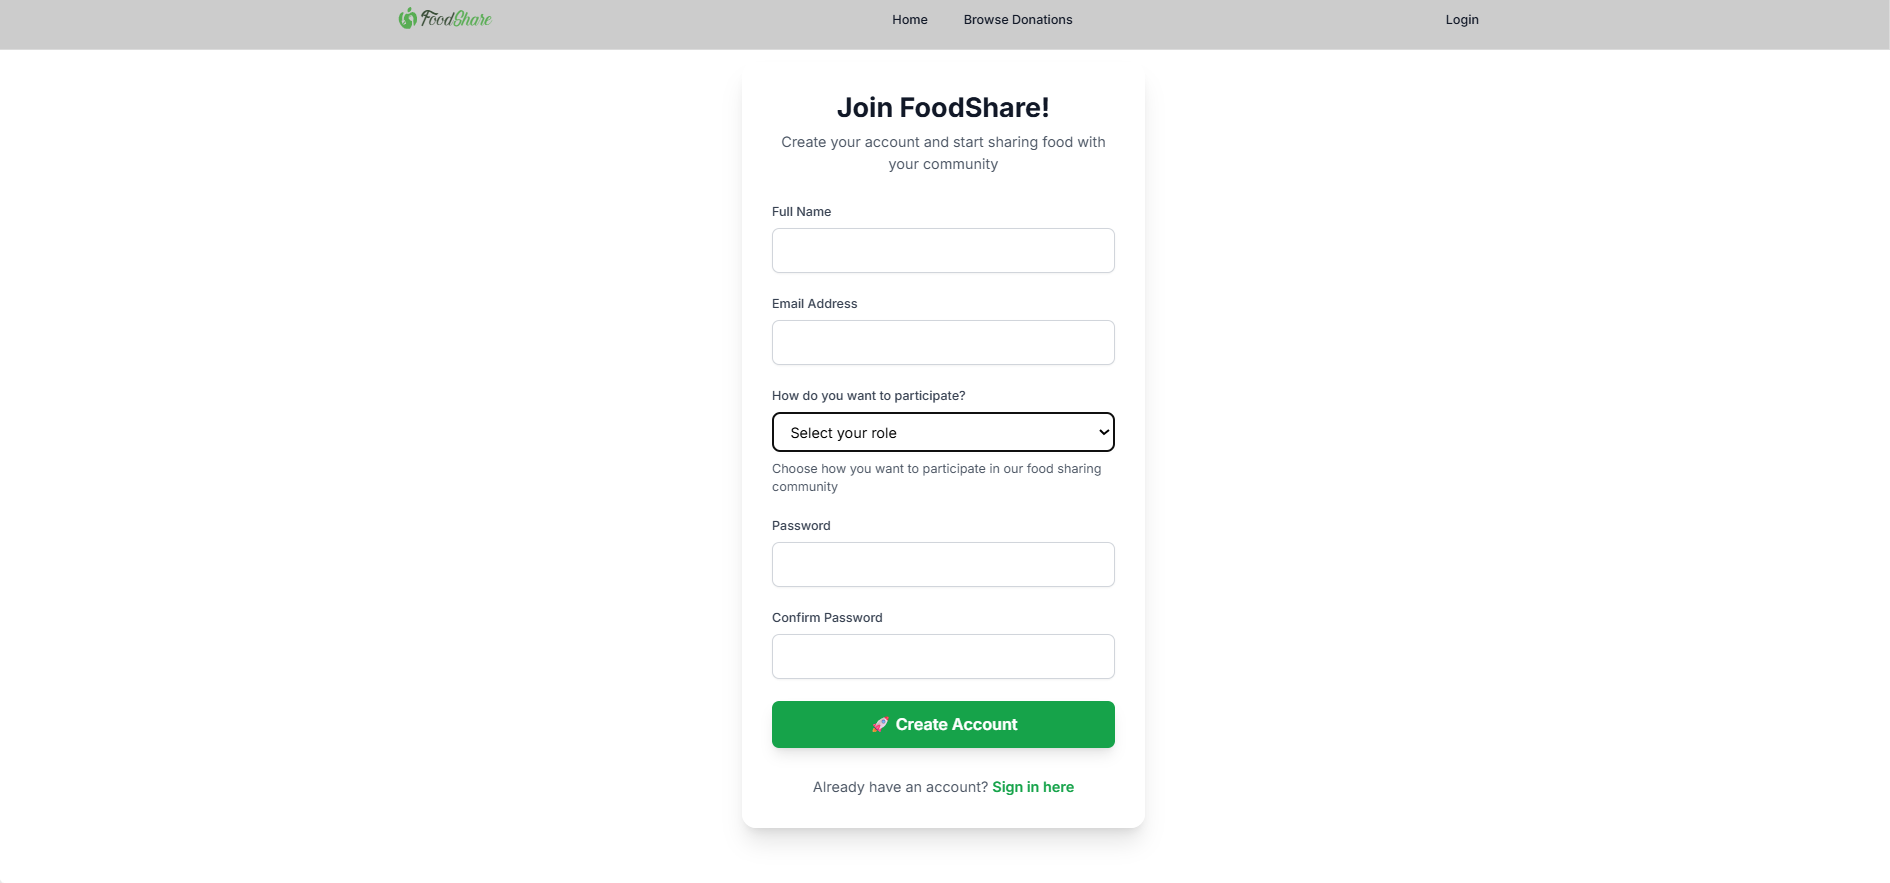 FoodShare
Home
Browse Donations
Login
Join FoodShare!
Create your account and start sharing food with
your community
Full Name
Email Address
How do you want to participate?
Select your role
Choose how you want to participate in our food sharing
community
Password
Confirm Password
🚀 Create Account
Already have an account? Sign in here